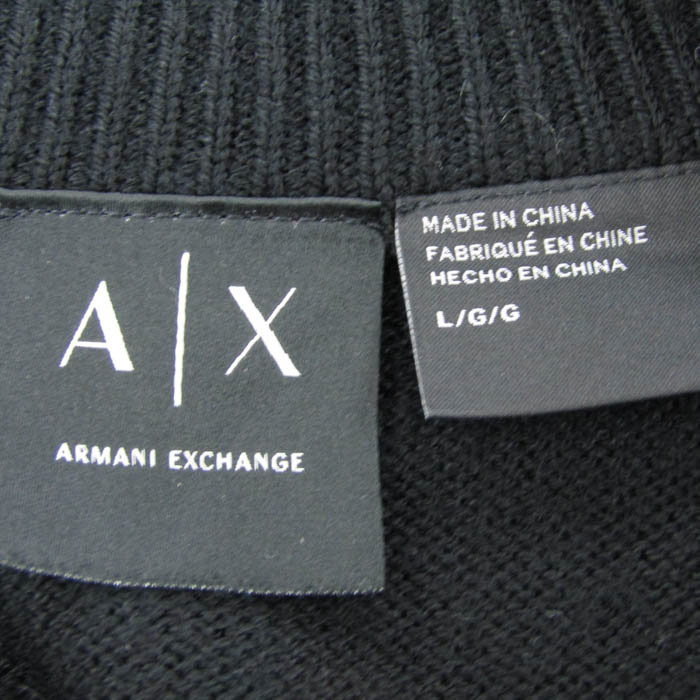 A|X
ARMANI EXCHANGE
MADE IN CHINA
FABRIQUÉ EN CHINE
HECHO EN CHINA
L/G/G